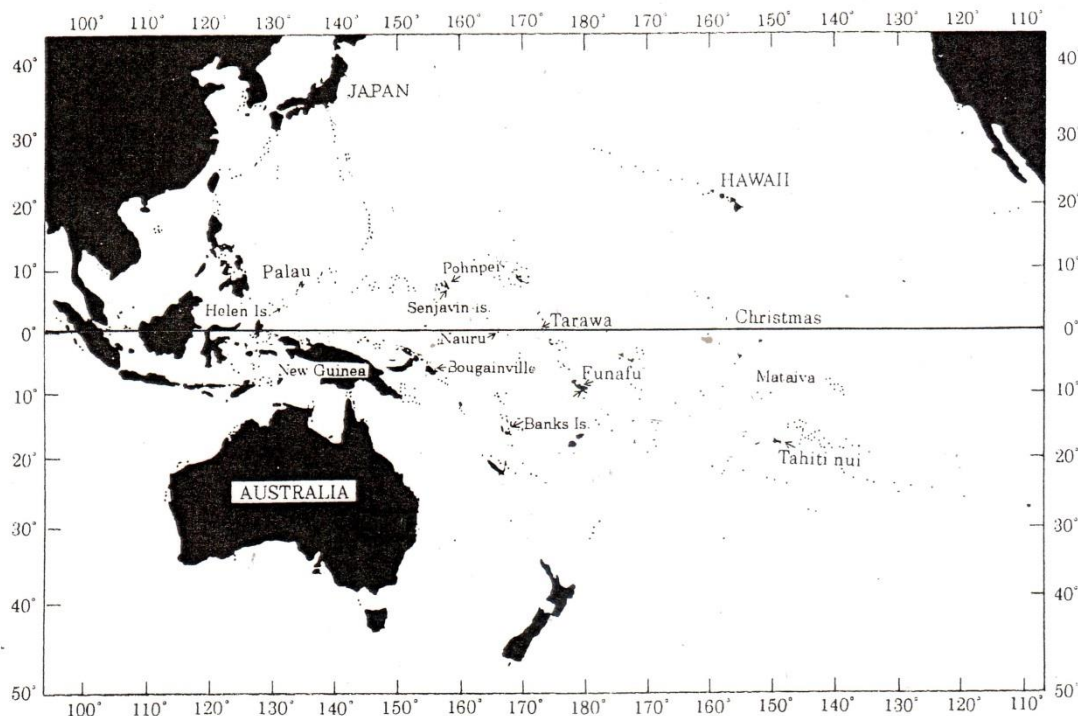 100° 110° 120° 130° 140° 150° 160° 170° 180° 170° 160° 150° 140° 130° 120° 110°
40° 40°
JAPAN
30° 30°
HAWAII
20° 20°
Pohnpei
Palau
10° 10°
Helen Is.
Senjavin is.
Tarawa
Christmas
0° 0°
Nauru
New Guinea
Bougainville
Funafu
Mataiva
10° 10°
Banks Is.
Tahiti nui
20° 20°
AUSTRALIA
30° 30°
40° 40°
50° 50°
100° 110° 120° 130° 140° 150° 160° 170° 180° 170° 160° 150° 140° 130° 120° 110°